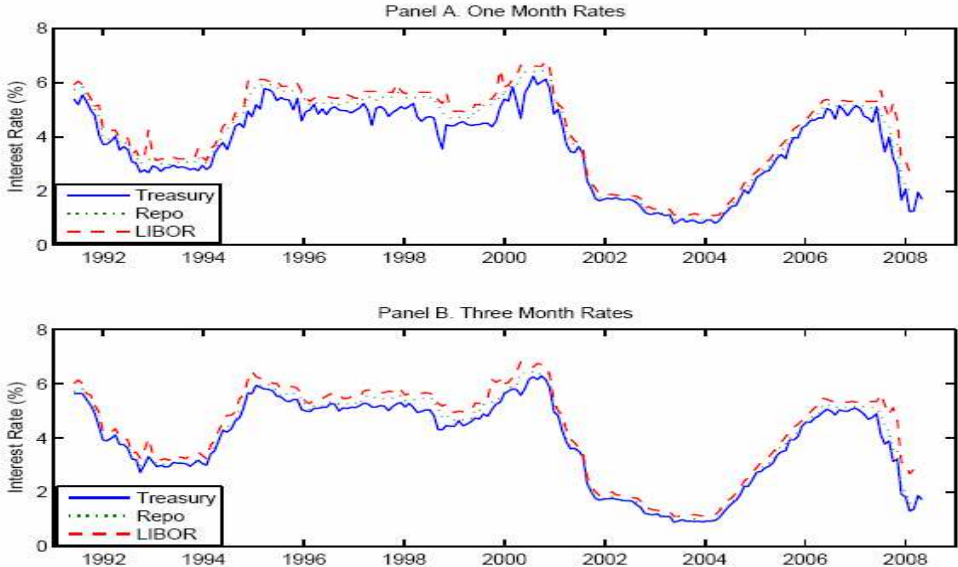 Panel A. One Month Rates
8
6
4
2
0
Interest Rate (%)
Treasury
Repo
LIBOR
1992 1994 1996 1998 2000 2002 2004 2006 2008
Panel B. Three Month Rates
8
6
4
2
0
Interest Rate (%)
Treasury
Repo
LIBOR
1992 1994 1996 1998 2000 2002 2004 2006 2008